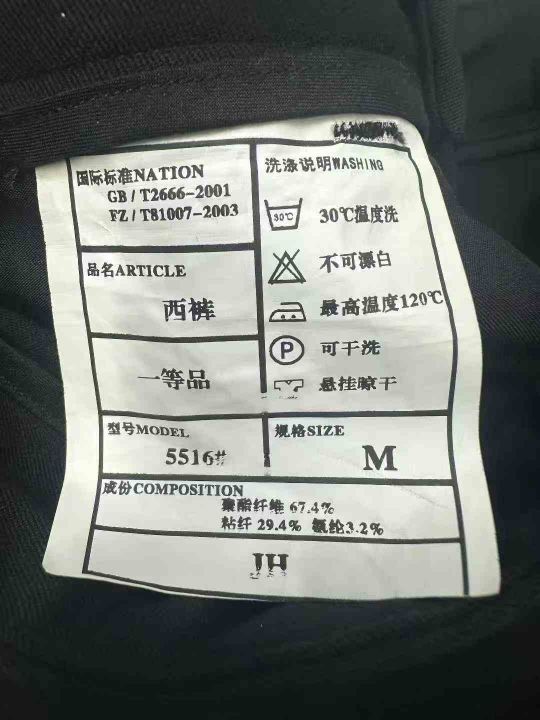 国际标准NATION
GB / T2666-2001
FZ / T81007-2003
品名ARTICLE
西裤
一等品
洗涤说明WASHING
30℃
30℃温度洗
不可漂白
最高温度120℃
P
可干洗
悬挂晾干
型号MODEL
5516#
规格SIZE
M
成份COMPOSITION
聚酯纤维 67.4%
粘纤 29.4% 氨纶3.2%